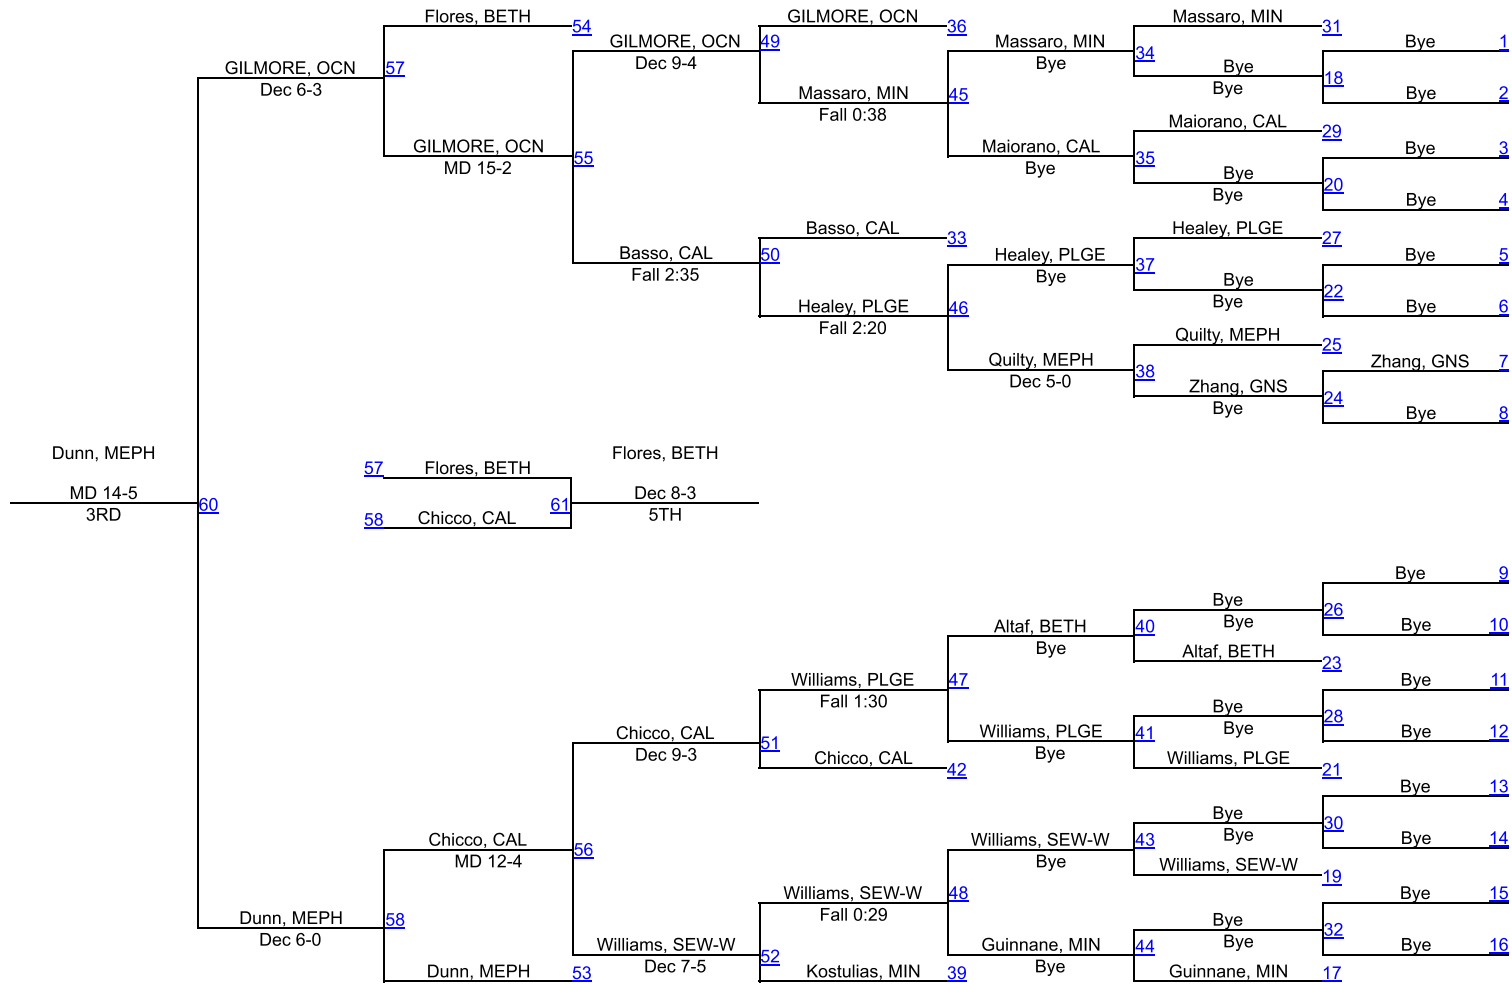 Flores, BETH
54
GILMORE, OCN
Dec 6-3
57
GILMORE, OCN
MD 15-2
55
GILMORE, OCN
Dec 9-4
49
Basso, CAL
Fall 2:35
50
GILMORE, OCN
36
Massaro, MIN
Fall 0:38
45
Basso, CAL
33
Healey, PLGE
Fall 2:20
46
Massaro, MIN
Bye
34
Maiorano, CAL
Bye
35
Healey, PLGE
Bye
37
Quilty, MEPH
Dec 5-0
38
Massaro, MIN
31
Bye
Bye
18
Maiorano, CAL
29
Bye
Bye
20
Healey, PLGE
27
Bye
Bye
22
Quilty, MEPH
25
Zhang, GNS
Bye
24
Bye
1
Bye
2
Bye
3
Bye
4
Bye
5
Bye
6
Zhang, GNS
7
Bye
8
Dunn, MEPH
MD 14-5
3RD
60
57
Flores, BETH
58
Chicco, CAL
61
Flores, BETH
Dec 8-3
5TH
Dunn, MEPH
Dec 6-0
58
Chicco, CAL
MD 12-4
56
Dunn, MEPH
53
Chicco, CAL
Dec 9-3
51
Williams, SEW-W
Dec 7-5
52
Williams, PLGE
Fall 1:30
47
Chicco, CAL
42
Williams, SEW-W
Fall 0:29
48
Kostulias, MIN
39
Altaf, BETH
Bye
40
Williams, PLGE
Bye
41
Williams, SEW-W
Bye
43
Guinnane, MIN
Bye
44
Bye
Bye
26
Altaf, BETH
23
Bye
Bye
28
Williams, PLGE
21
Bye
Bye
30
Williams, SEW-W
19
Bye
Bye
32
Guinnane, MIN
17
Bye
9
Bye
10
Bye
11
Bye
12
Bye
13
Bye
14
Bye
15
Bye
16